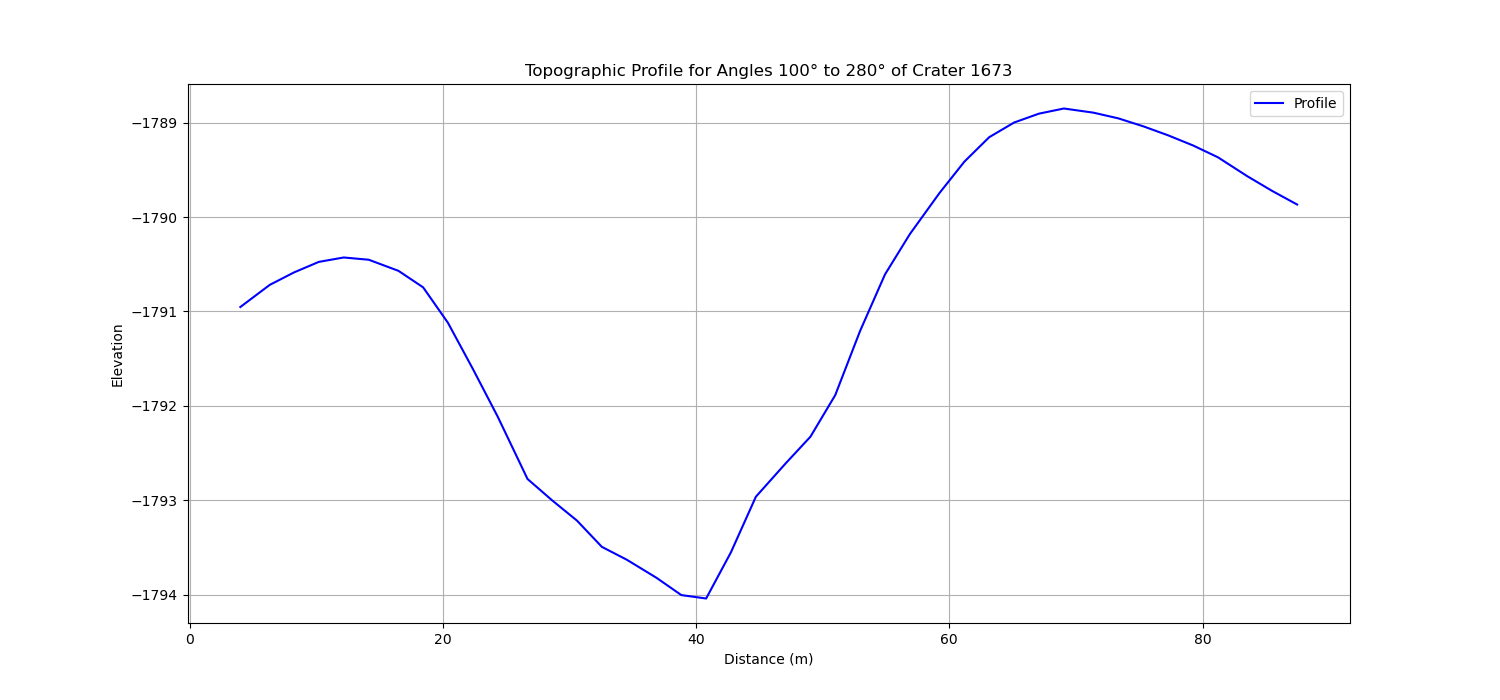 Topographic Profile for Angles 100° to 280° of Crater 1673
Profile
−1789
−1790
−1791
−1792
−1793
−1794
Elevation
0 20 40 60 80
Distance (m)